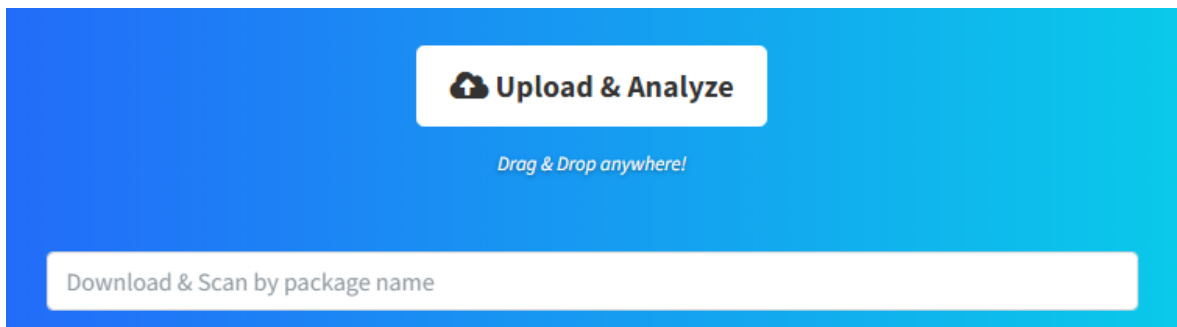 Upload & Analyze
Drag & Drop anywhere!
Download & Scan by package name